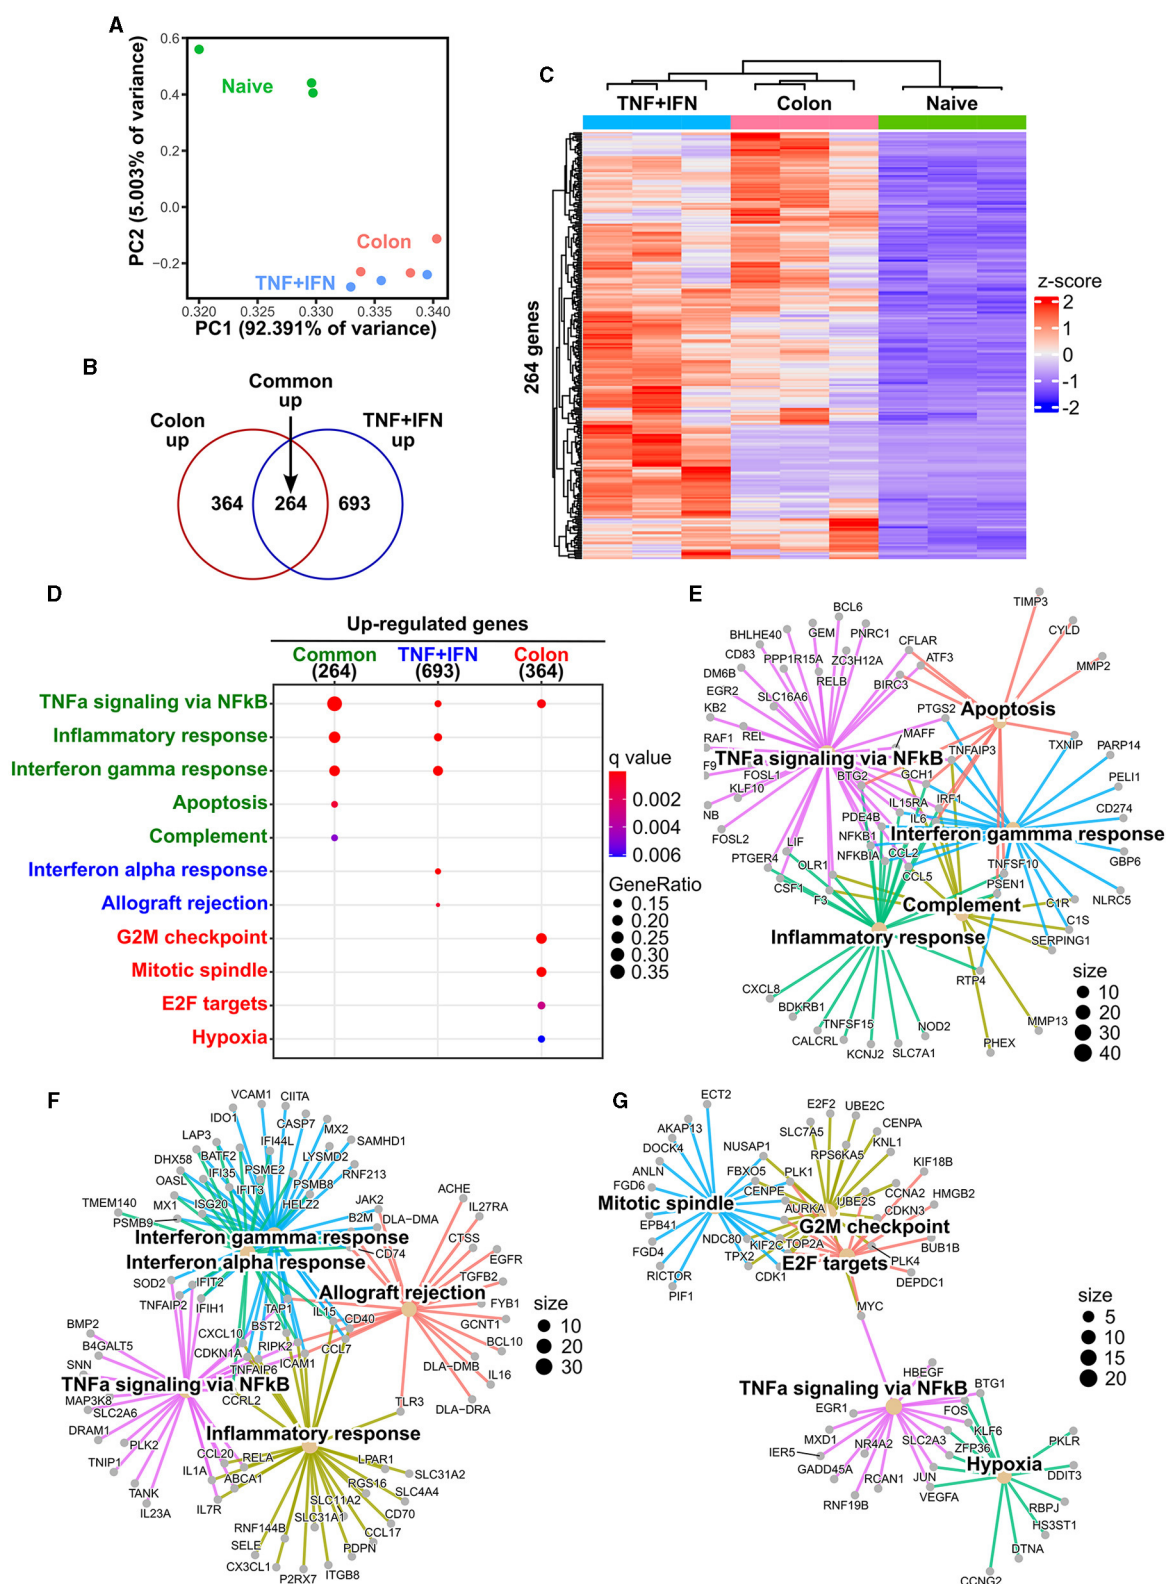 A
0.6
0.4
0.2
0.0
−0.2
PC2 (5.003% of variance)
Naive
Colon
TNF+IFN
0.320
0.325
0.330
0.335
0.340
PC1 (92.391% of variance)
B
Common
up
Colon
up
TNF+IFN
up
364
264
693
C
TNF+IFN
Colon
Naive
264 genes
z-score
2
1
0
-1
-2
D
Up-regulated genes
Common
(264)
TNF+IFN
(693)
Colon
(364)
TNFa signaling via NFkB
Inflammatory response
Interferon gamma response
Apoptosis
Complement
Interferon alpha response
Allograft rejection
G2M checkpoint
Mitotic spindle
E2F targets
Hypoxia
q value
0.002
0.004
0.006
GeneRatio
0.15
0.20
0.25
0.30
0.35
E
TIMP3
BCL6
CYLD
BHLHE40
GEM
PNRC1
CFLAR
CD83
PPP1R15A
ZC3H12A
ATF3
MMP2
DM6B
RELB
BIRC3
EGR2
SLC16A6
KB2
PTGS2
Apoptosis
RAF1
REL
MAFF
TXNIP
PARP14
TNFAIP3
TNFa signaling via NFkB
F9
FOSL1
BTG2
GCH1
PELI1
KLF10
IL15RA
IRF1
CD274
NB
PDE4B
IL6
FOSL2
NFKB1
Interferon gammma response
LIF
NFKBIA
CCL2
GBP6
PTGER4
OLR1
TNFSF10
CCL5
PSEN1
CSF1
NLRC5
F3
Complement
C1R
C1S
Inflammatory response
SERPING1
RTP4
CXCL8
BDKRB1
TNFSF15
NOD2
MMP13
CALCRL
KCNJ2
SLC7A1
PHEX
size
10
20
30
40
F
VCAM1
CIITA
IDO1
CASP7
MX2
LAP3
IFI44L
SAMHD1
BATF2
LYSMD2
DHX58
IFI35
PSME2
RNF213
OASL
IFIT3
PSMB8
TMEM140
MX1
ISG20
HELZ2
JAK2
ACHE
PSMB9
B2M
DLA-DMA
IL27RA
Interferon gammma response
CTSS
CD74
Interferon alpha response
EGFR
SOD2
IFIT2
TGFB2
Allograft rejection
TNFAIP2
IFIH1
TAP1
IL15
FYB1
CD40
GCNT1
BMP2
CXCL10
BST2
BCL10
B4GALT5
CDKN1A
RIPK2
CCL7
SNN
TNFAIP6
ICAM1
DLA-DMB
IL16
TNFa signaling via NFkB
MAP3K8
CCRL2
TLR3
DLA-DRA
SLC2A6
DRAM1
Inflammatory response
PLK2
CCL20
RELA
LPAR1
TNIP1
IL1A
SLC31A2
ABCA1
RGS16
TANK
SLC11A2
SLC4A4
IL23A
IL7R
SLC31A1
CD70
RNF144B
CCL17
SELE
PDPN
CX3CL1
ITGB8
P2RX7
size
10
20
30
G
ECT2
E2F2
UBE2C
AKAP13
SLC7A5
CENPA
DOCK4
NUSAP1
KNL1
ANLN
RPS6KA5
FBXO5
PLK1
KIF18B
FGD6
CENPE
CCNA2
HMGB2
Mitotic spindle
UBE2S
AURKA
CDKN3
EPB41
G2M checkpoint
NDC80
KIF2C
TOP2A
BUB1B
FGD4
TPX2
E2F targets
PLK4
RICTOR
CDK1
DEPDC1
PIF1
MYC
size
5
10
15
20
HBEGF
TNFa signaling via NFkB
BTG1
EGR1
FOS
KLF6
MXD1
SLC2A3
PKLR
IER5
NR4A2
ZFP36
Hypoxia
GADD45A
RCAN1
JUN
DDIT3
RNF19B
VEGFA
RBPJ
HS3ST1
DTNA
CCNG2